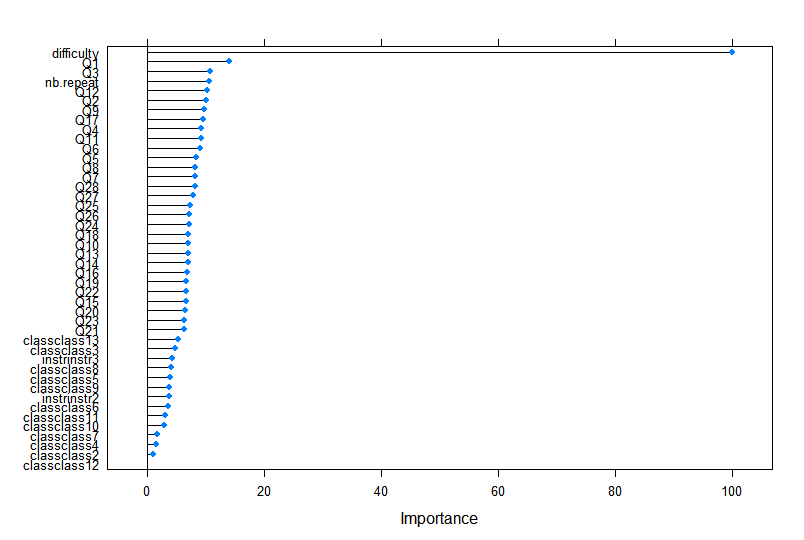 difficulty
Q1
Q3
nb.repeat
Q12
Q2
Q9
Q17
Q4
Q11
Q6
Q5
Q8
Q7
Q28
Q27
Q25
Q26
Q24
Q18
Q10
Q13
Q14
Q16
Q19
Q22
Q15
Q20
Q23
Q21
classclass13
classclass3
instrinstr3
classclass8
classclass5
classclass9
instrinstr2
classclass6
classclass11
classclass10
classclass7
classclass4
classclass2
classclass12
0 20 40 60 80 100
Importance